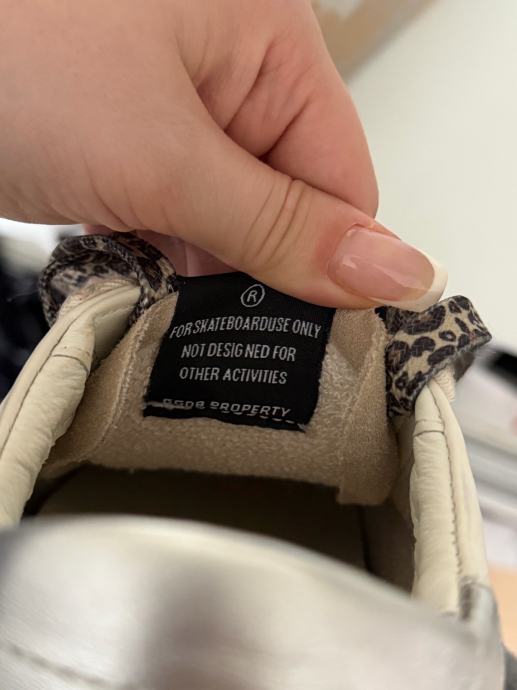 ®
FOR SKATEBOARDUSE ONLY
NOT DESIG NED FOR
OTHER ACTIVITIES
PROPERTY